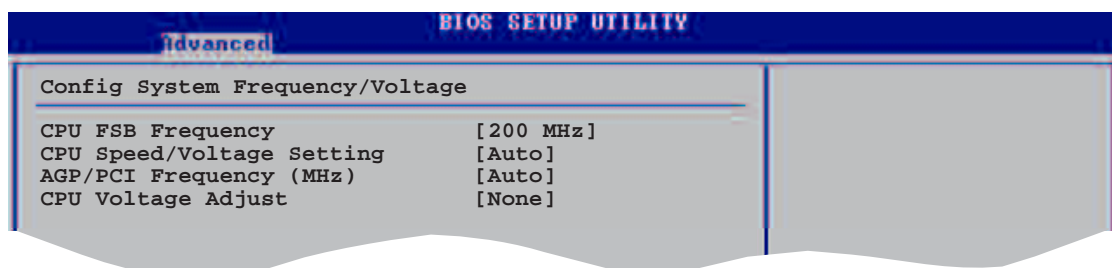 BIOS SETUP UTILITY
Advanced
Config System Frequency/Voltage
CPU FSB Frequency [200 MHz]
CPU Speed/Voltage Setting [Auto]
AGP/PCI Frequency (MHz) [Auto]
CPU Voltage Adjust [None]